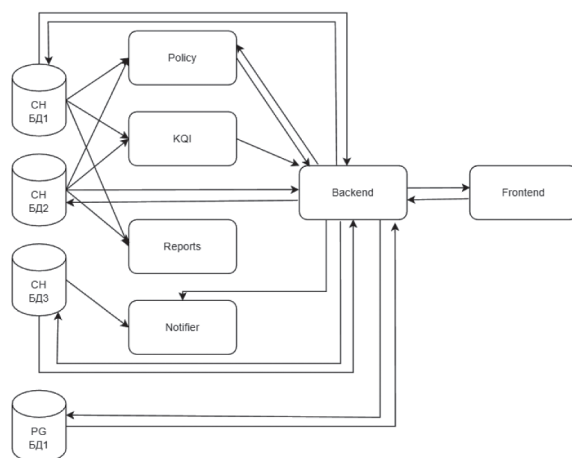 Policy
CH
БД1
KQI
CH
БД2
Backend
Frontend
Reports
CH
БД3
Notifier
PG
БД1